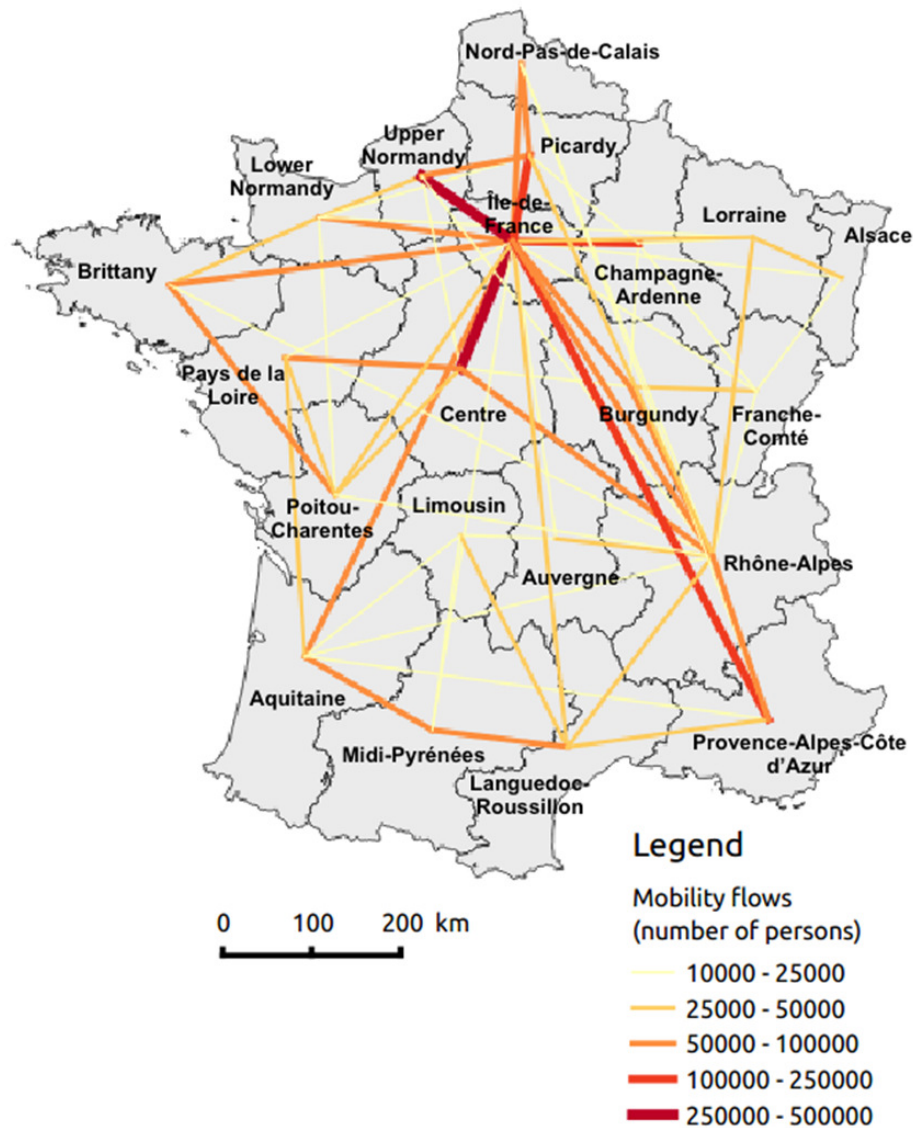 Nord-Pas-de-Calais
Upper
Normandy
Picardy
Lower
Normandy
Île-de-
France
Lorraine
Alsace
Brittany
Champagne-
Ardenne
Pays de la
Loire
Centre
Burgundy
Franche-
Comté
Poitou-
Charentes
Limousin
Auvergne
Rhône-Alpes
Aquitaine
Midi-Pyrénées
Provence-Alpes-Côte
d'Azur
Languedoc-
Roussillon
Legend
Mobility flows
(number of persons)
0 100 200 km
10000 - 25000
25000 - 50000
50000 - 100000
100000 - 250000
250000 - 500000